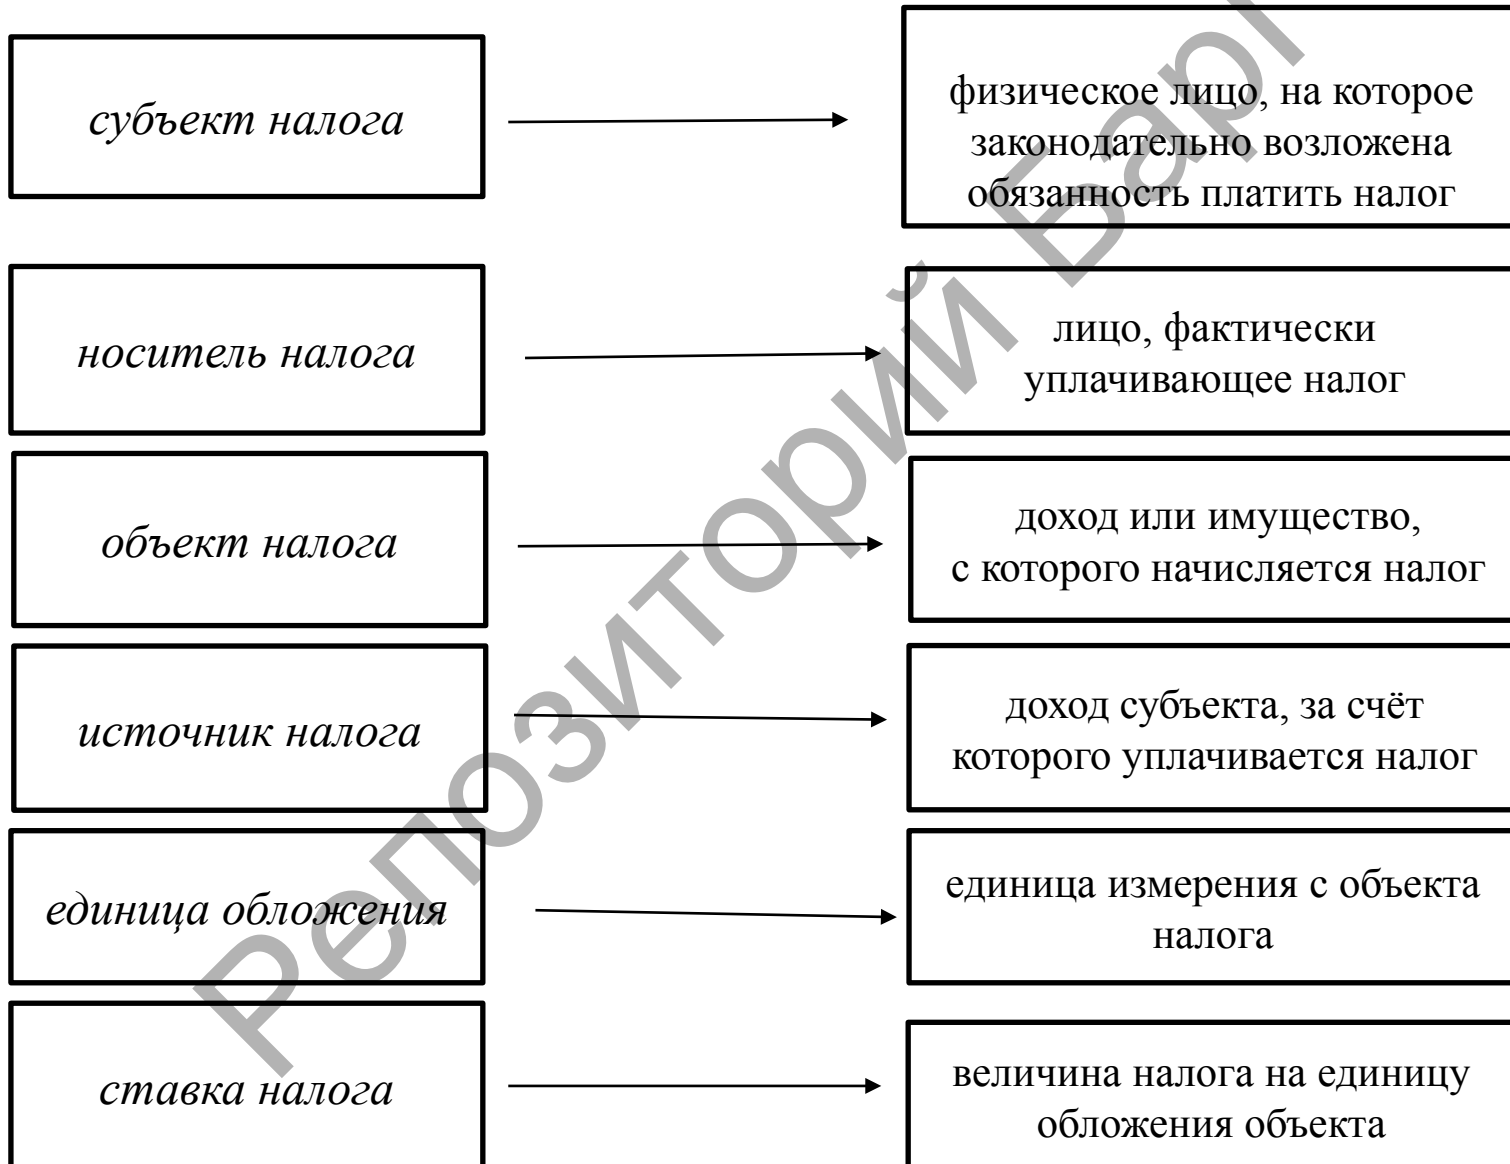 субъект налога
физическое лицо, на которое
законодательно возложена
обязанность платить налог
носитель налога
лицо, фактически
уплачивающее налог
объект налога
доход или имущество,
с которого начисляется налог
источник налога
доход субъекта, за счёт
которого уплачивается налог
единица обложения
единица измерения с объекта
налога
ставка налога
величина налога на единицу
обложения объекта
Репозиторий